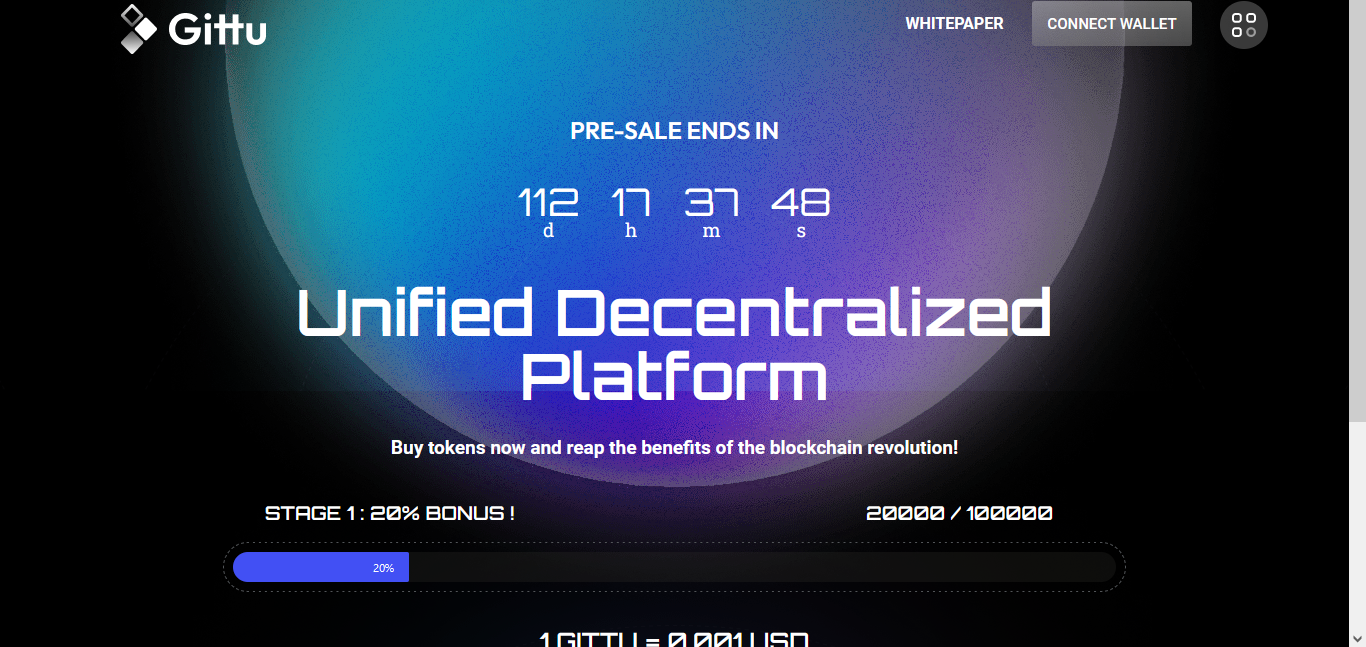 Gittu
WHITEPAPER
CONNECT WALLET
PRE-SALE ENDS IN
112 17 37 48
d h m s
Unified Decentralized
Platform
Buy tokens now and reap the benefits of the blockchain revolution!
STAGE 1 : 20% BONUS !
20000 / 100000
20%
1 GITTU = 0.001 USD